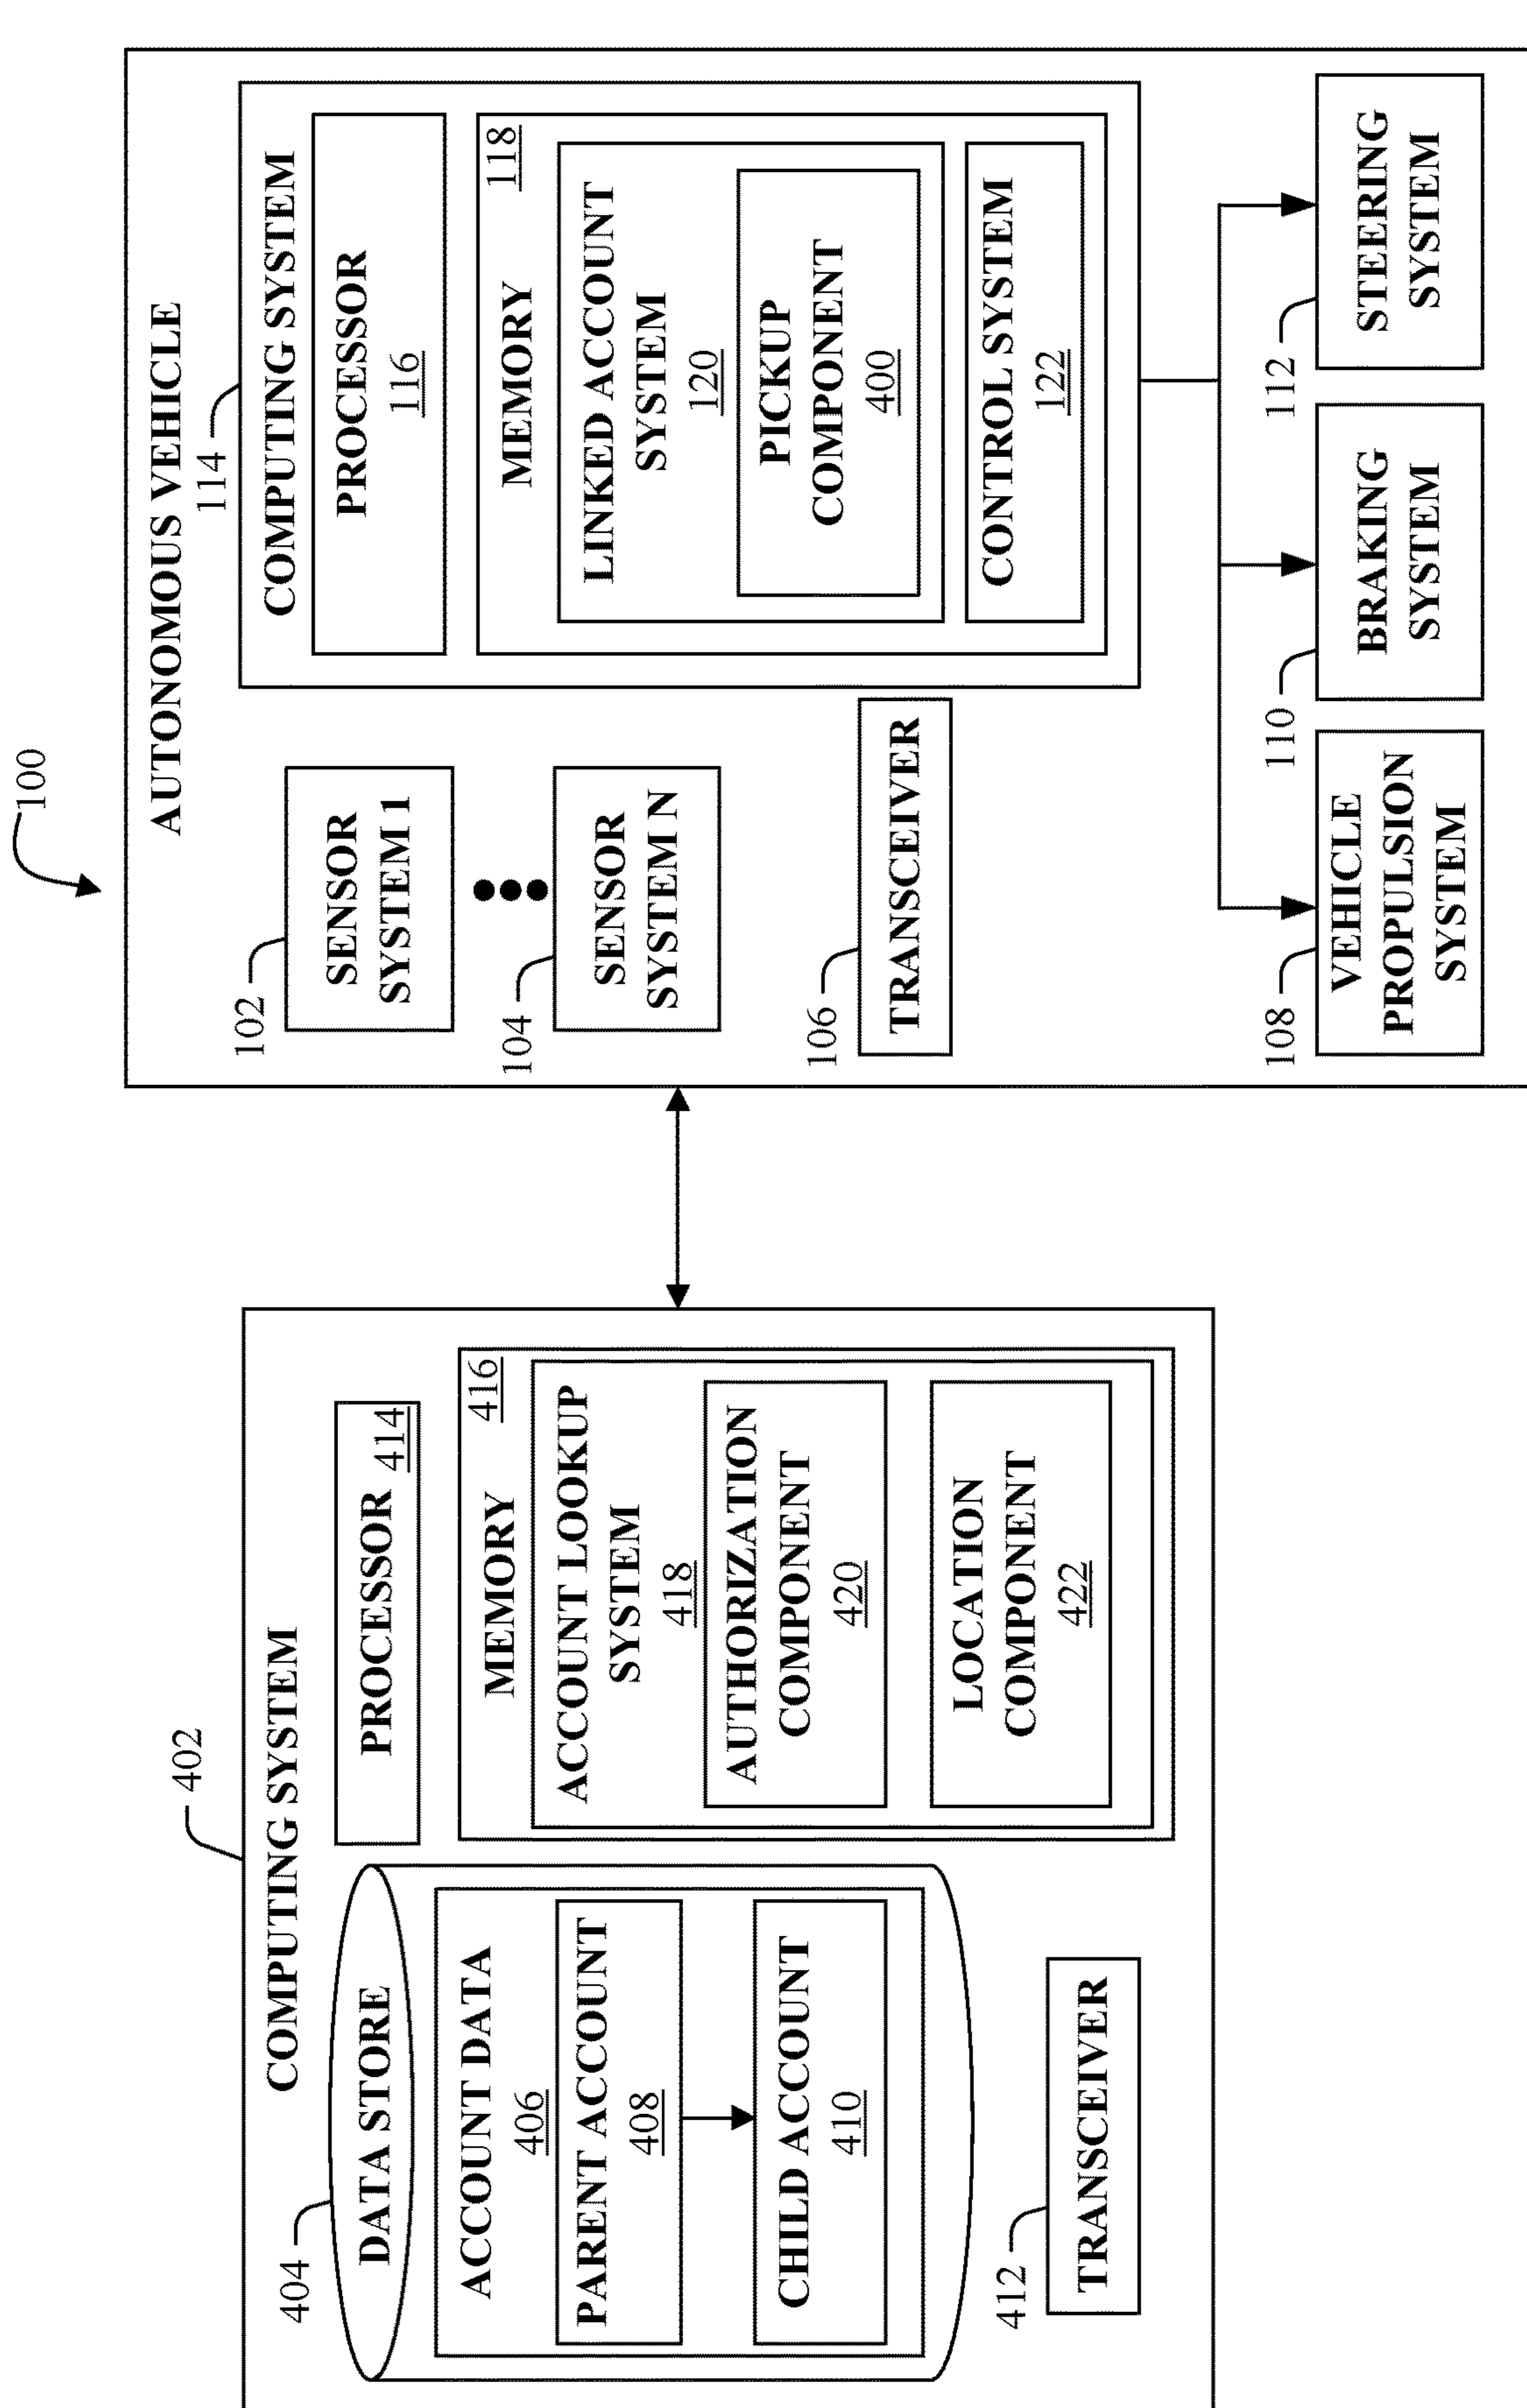 100
AUTONOMOUS VEHICLE
102
SENSOR
SYSTEM 1
104
SENSOR
SYSTEM N
106
TRANSCEIVER
114
COMPUTING SYSTEM
PROCESSOR
116
MEMORY
118
LINKED ACCOUNT
SYSTEM
120
PICKUP
COMPONENT
400
CONTROL SYSTEM
122
108
VEHICLE
PROPULSION
SYSTEM
110
BRAKING
SYSTEM
112
STEERING
SYSTEM
402
COMPUTING SYSTEM
404
DATA STORE
ACCOUNT DATA
406
PARENT ACCOUNT
408
CHILD ACCOUNT
410
412
TRANSCEIVER
PROCESSOR
414
MEMORY
416
ACCOUNT LOOKUP
SYSTEM
418
AUTHORIZATION
COMPONENT
420
LOCATION
COMPONENT
422